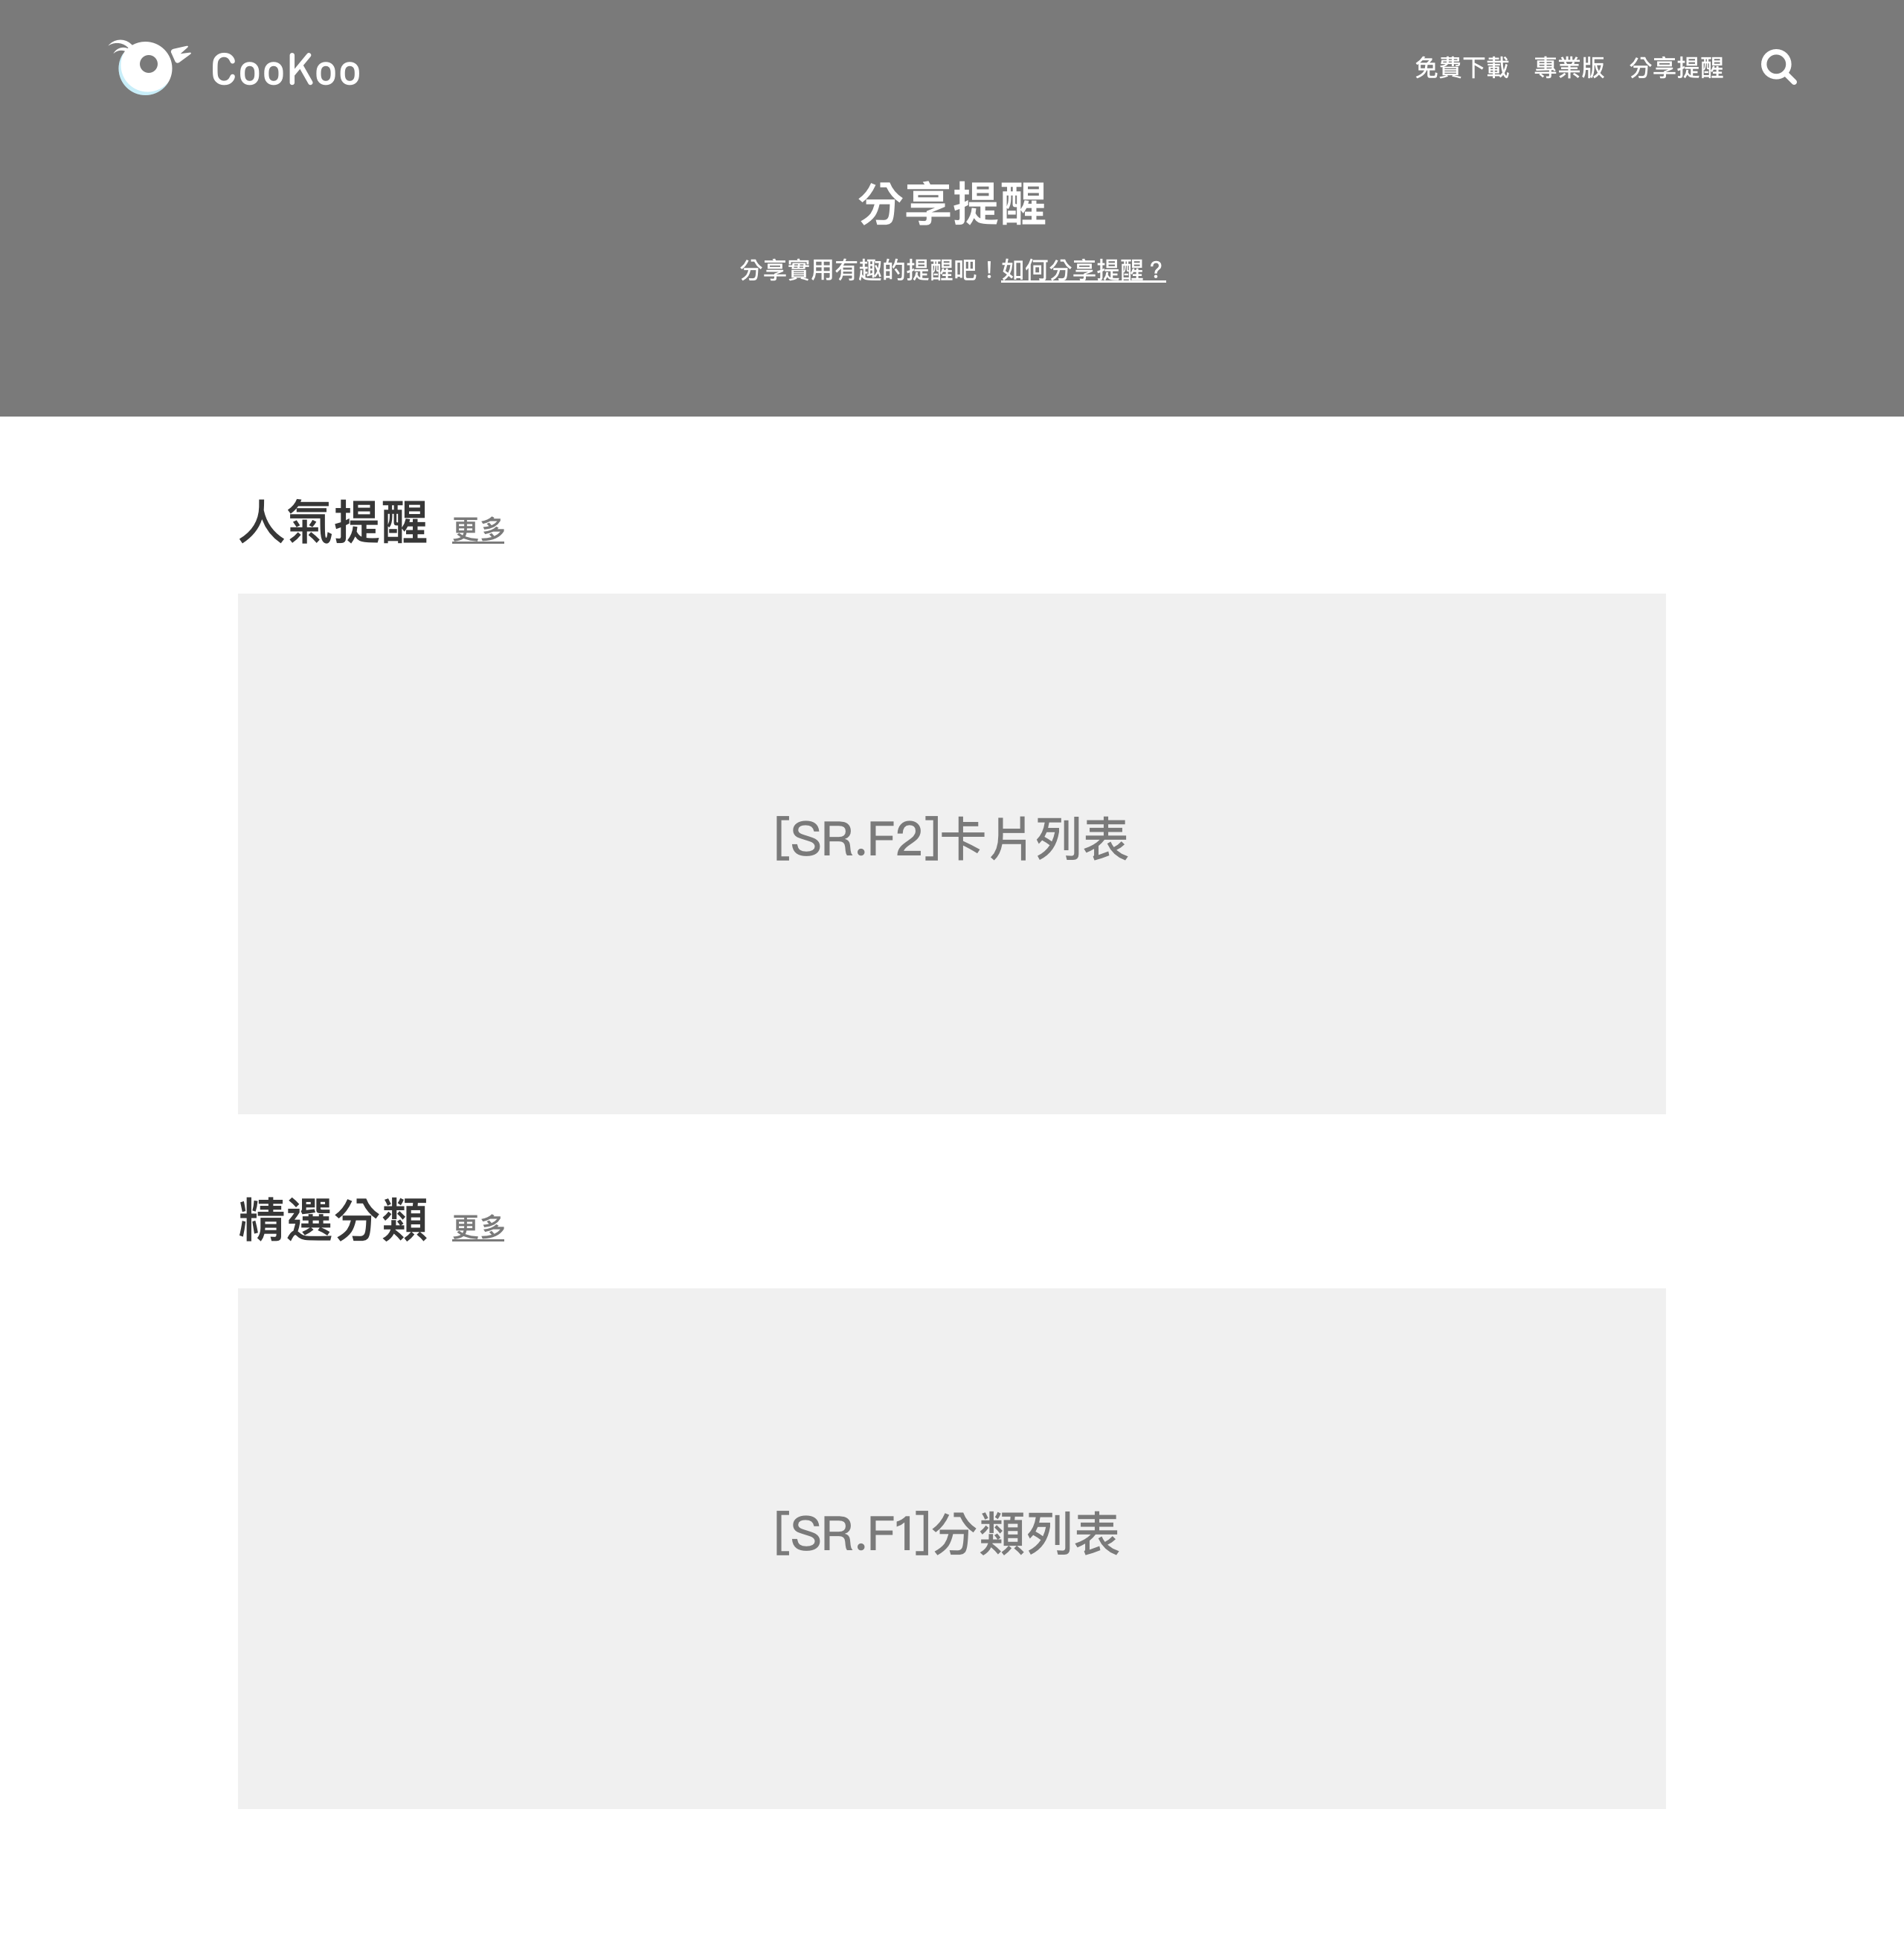 CooKoo
免費下載
專業版
分享提醒
分享提醒
分享實用有趣的提醒吧！如何分享提醒？
人氣提醒 更多
[SR.F2]卡片列表
精選分類 更多
[SR.F1]分類列表